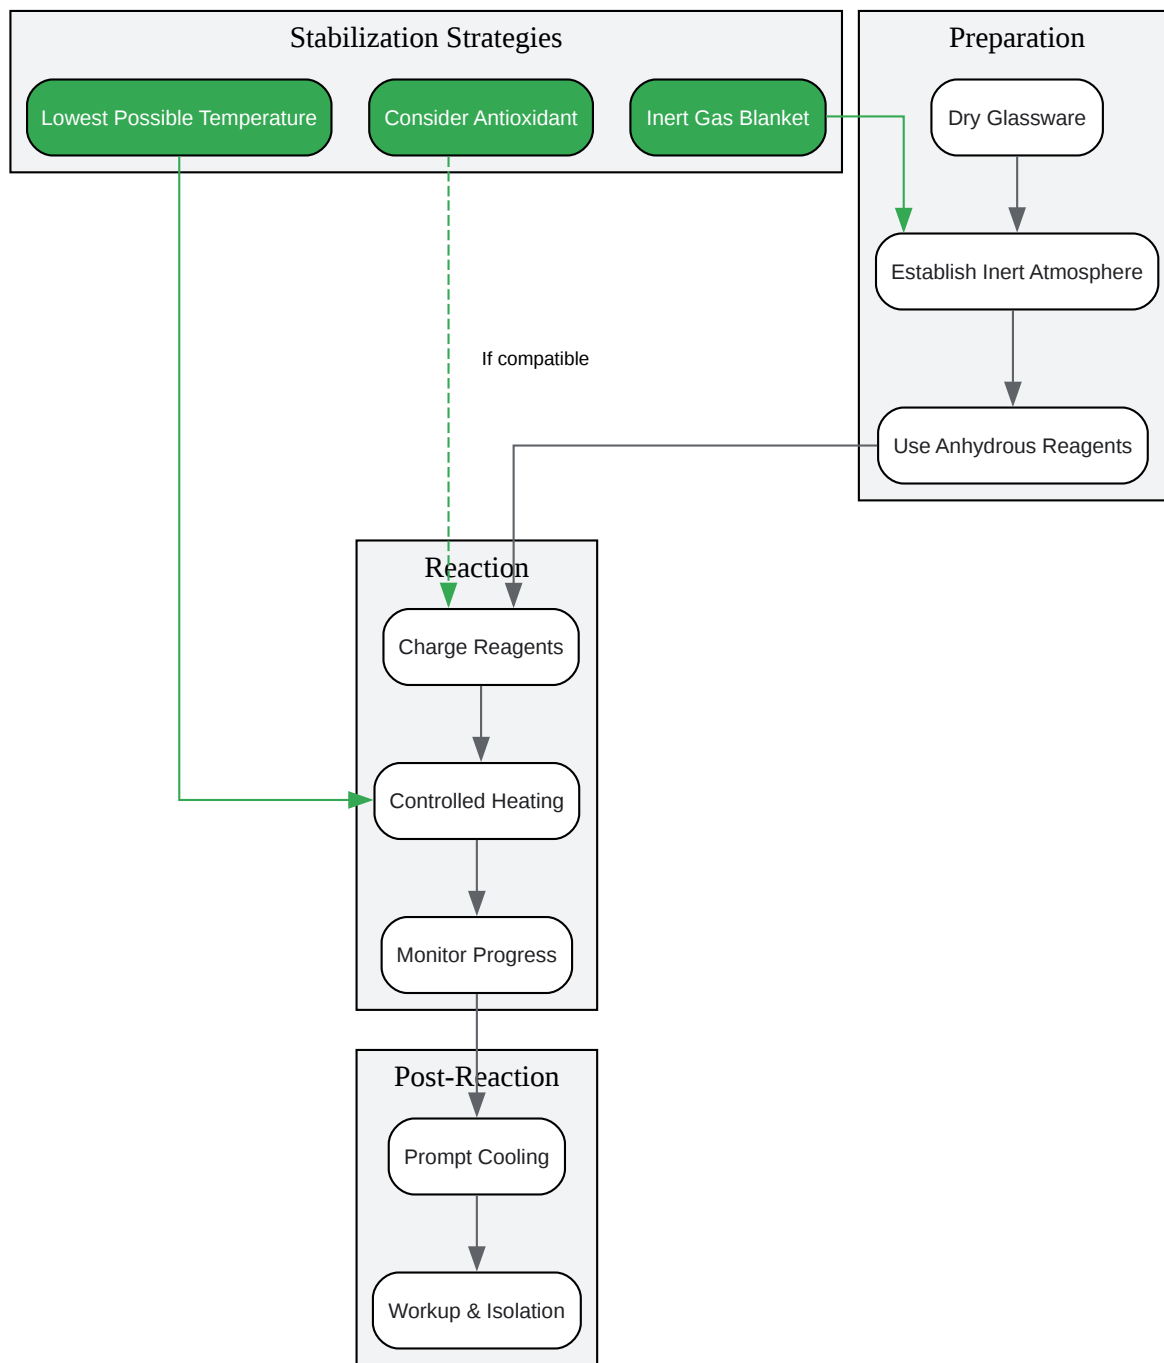 Stabilization Strategies
Lowest Possible Temperature
Consider Antioxidant
Inert Gas Blanket
Preparation
Dry Glassware
Establish Inert Atmosphere
Use Anhydrous Reagents
If compatible
Reaction
Charge Reagents
Controlled Heating
Monitor Progress
Post-Reaction
Prompt Cooling
Workup & Isolation